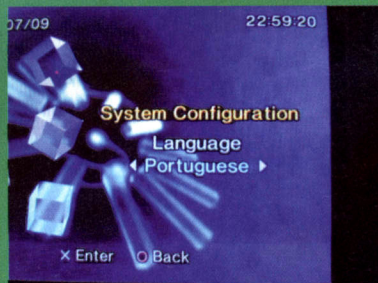 07/09 22:59:20
System Configuration
Language
Portuguese
Enter Back